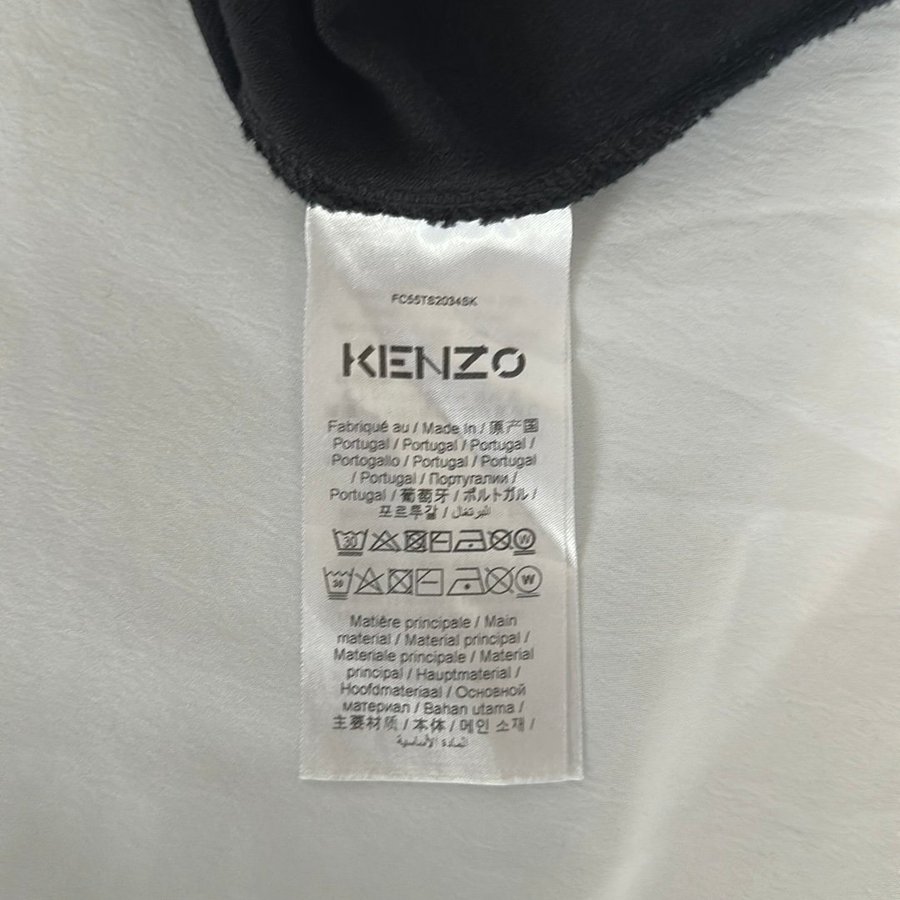 FC55TS2034SK
KENZO
Fabriqué au / Made In / 原产国
Portugal / Portugal / Portugal /
Portogallo / Portugal / Portugal
/ Portugal / Португалии /
Portugal / 葡萄牙 / ポルトガル /
포르투갈 / البرتغال
30 W
30 W
Matière principale / Main
material / Material principal /
Materiale principale / Material
principal / Hauptmaterial /
Hoofdmateriaal / Основной
материал / Bahan utama /
主要材质 / 本体 / 메인 소재 /
المادة الأساسية